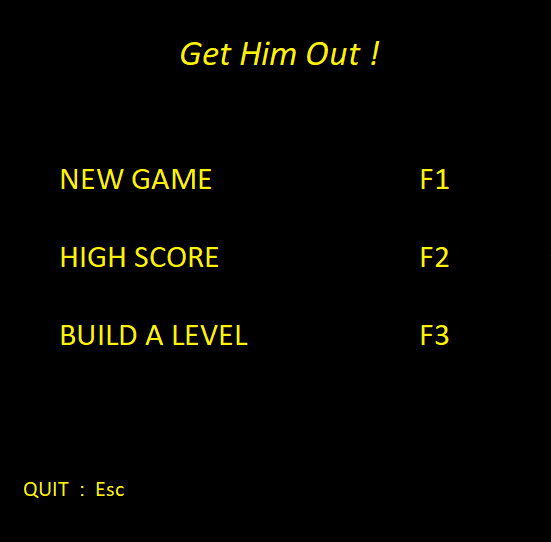 Get Him Out !
NEW GAME F1
HIGH SCORE F2
BUILD A LEVEL F3
QUIT : Esc